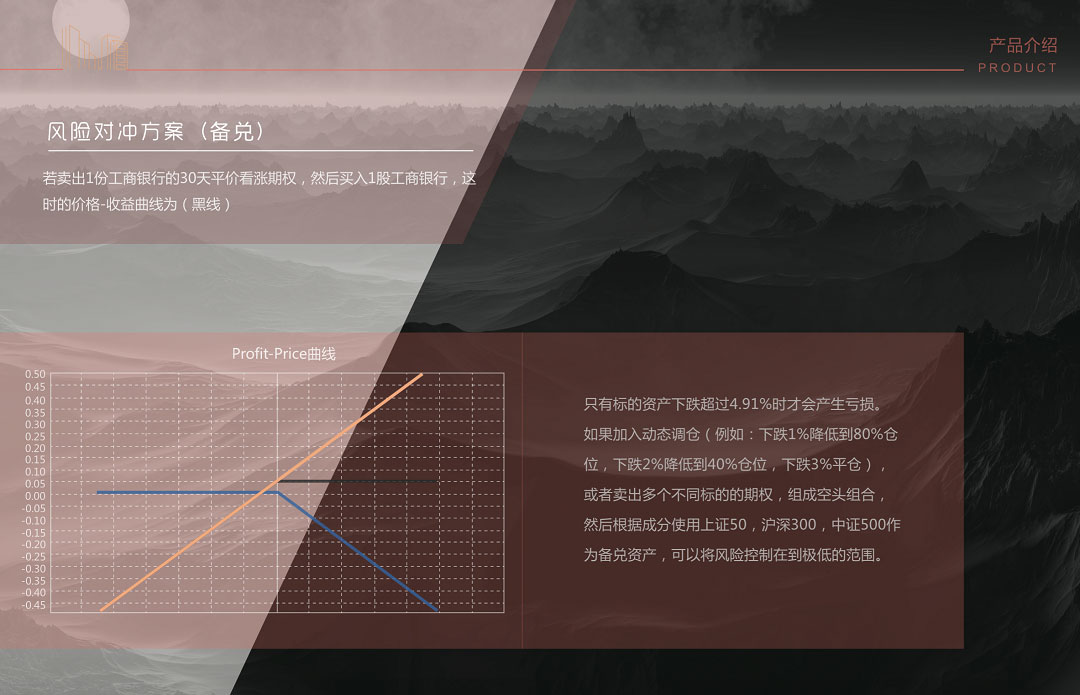 产品介绍
PRODUCT
风险对冲方案（备兑）
若卖出1份工商银行的30天平价看涨期权，然后买入1股工商银行，这
时的价格-收益曲线为（黑线）
Profit-Price曲线
0.50
0.45
0.40
0.35
0.30
0.25
0.20
0.15
0.10
0.05
0.00
-0.05
-0.10
-0.15
-0.20
-0.25
-0.30
-0.35
-0.40
-0.45
只有标的资产下跌超过4.91%时才会产生亏损。
如果加入动态调仓（例如：下跌1%降低到80%仓
位，下跌2%降低到40%仓位，下跌3%平仓），
或者卖出多个不同标的的期权，组成空头组合，
然后根据成分使用上证50，沪深300，中证500作
为备兑资产，可以将风险控制在到极低的范围。